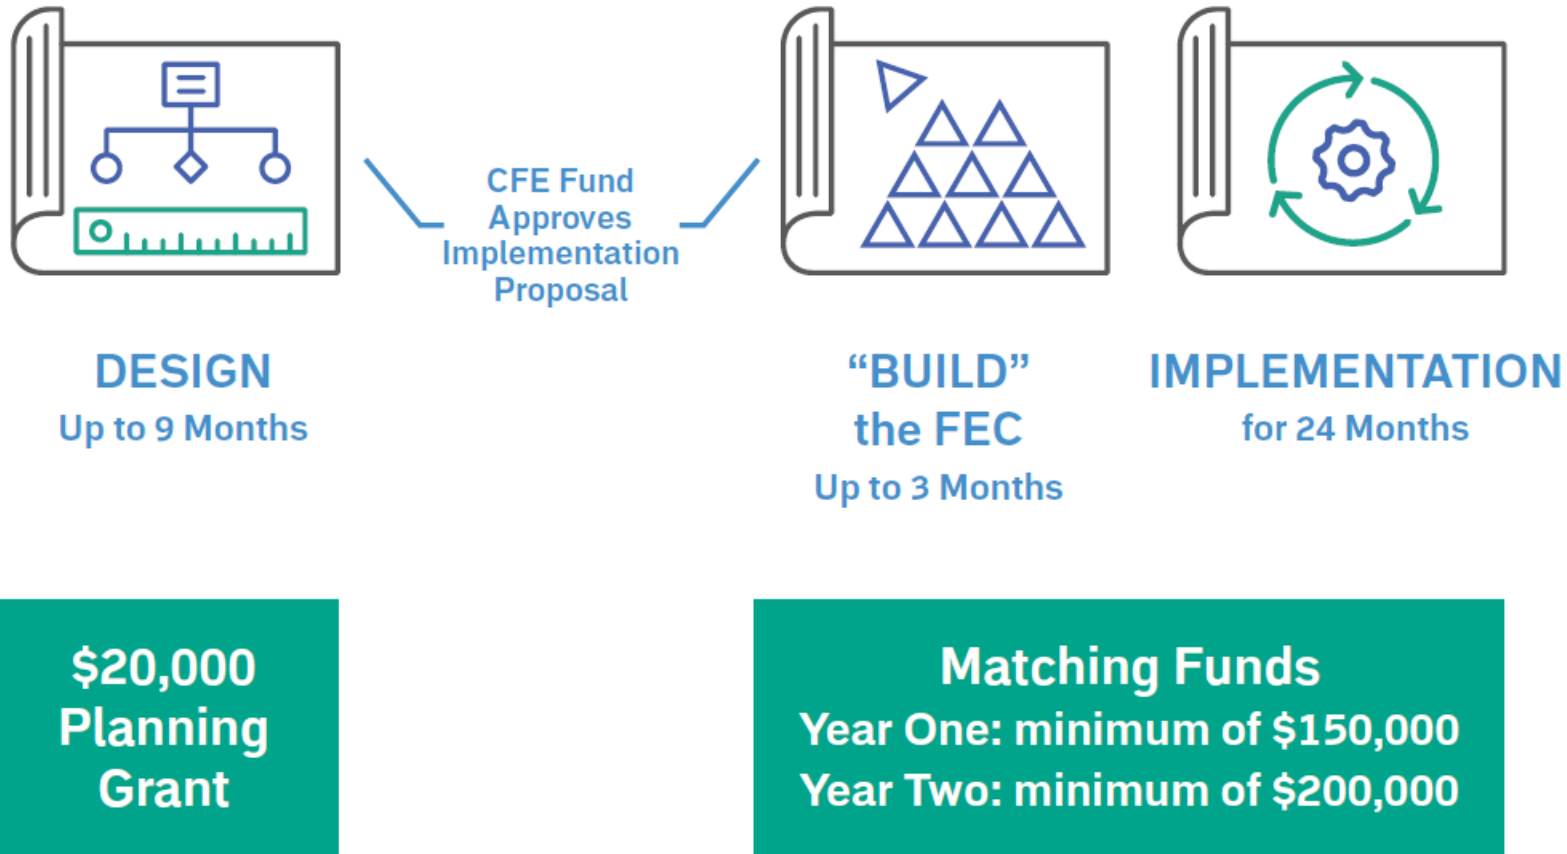 CFE Fund
Approves
Implementation
Proposal
DESIGN
Up to 9 Months
“BUILD”
the FEC
Up to 3 Months
IMPLEMENTATION
for 24 Months
$20,000
Planning
Grant
Matching Funds
Year One: minimum of $150,000
Year Two: minimum of $200,000